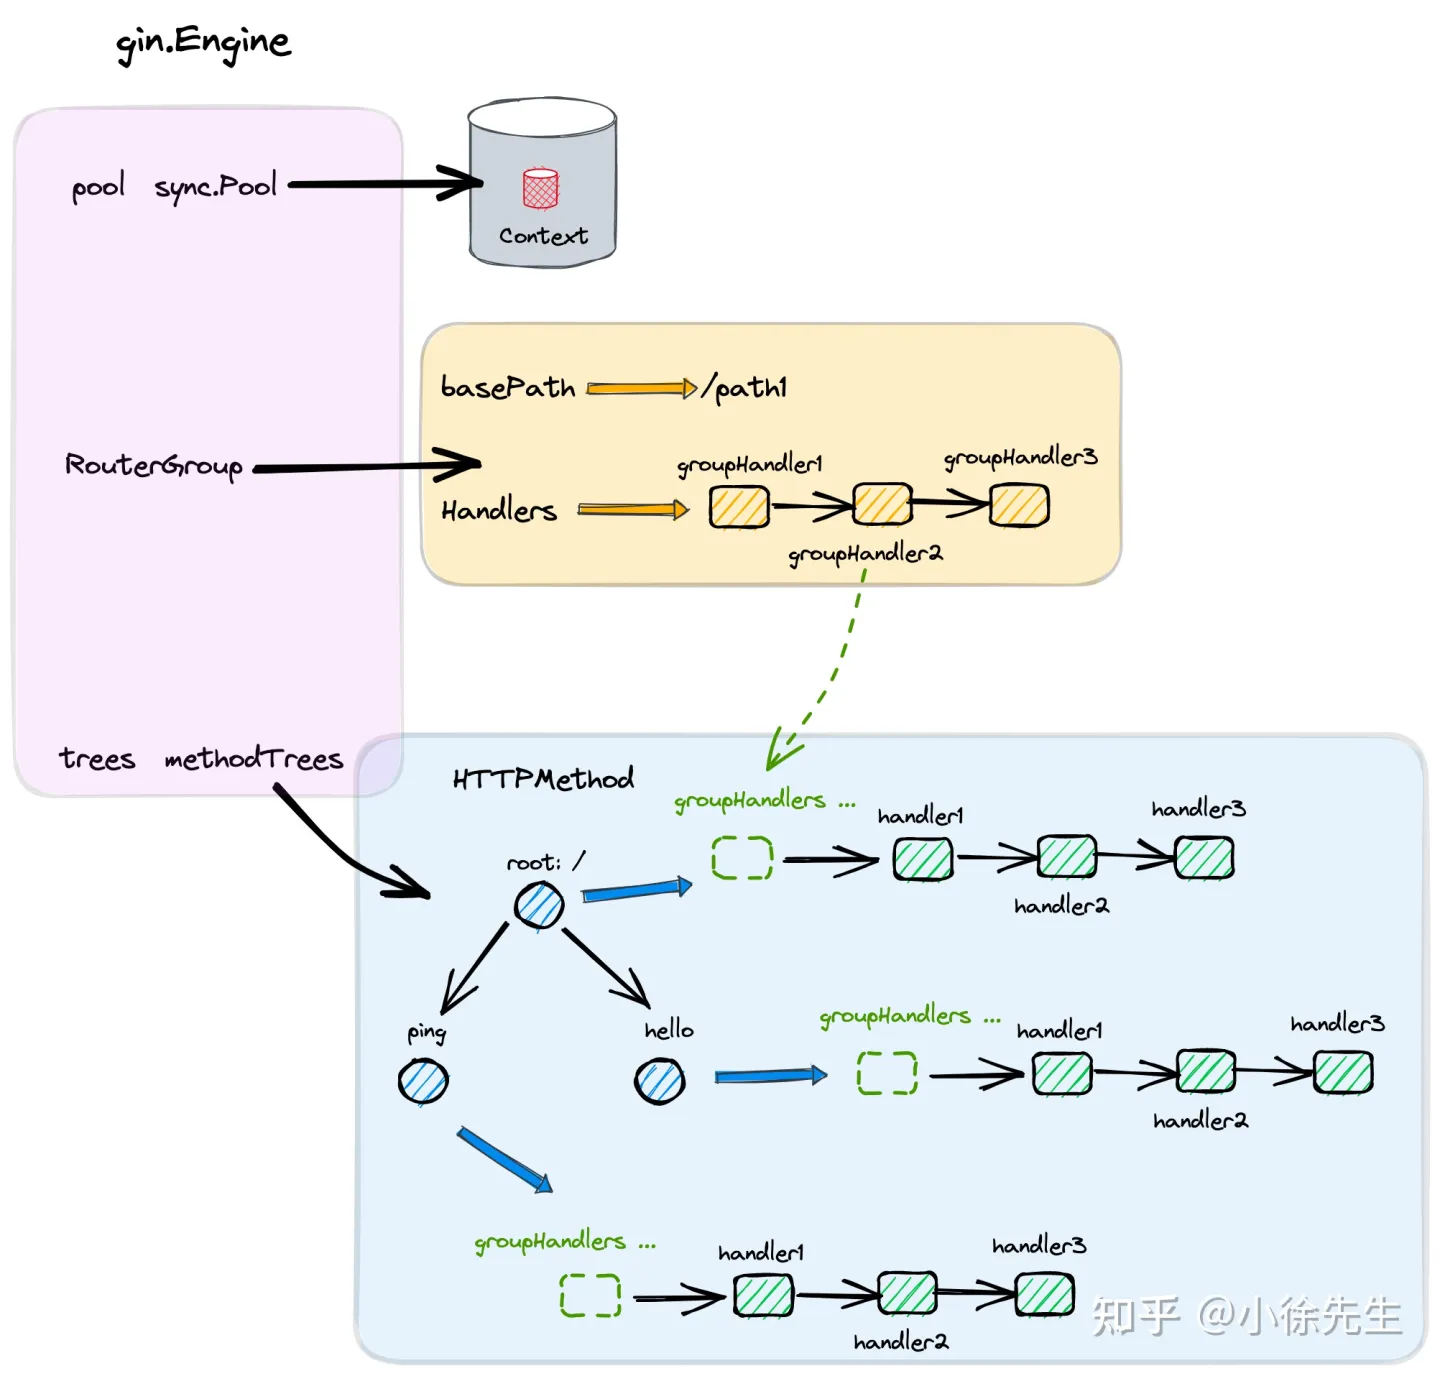 gin.Engine
pool sync.Pool
Context
basePath /path1
RouterGroup
groupHandler1
groupHandler3
Handlers
groupHandler2
trees methodTrees
HTTPMethod
groupHandlers ...
handler1
handler3
root: /
handler2
ping
hello
groupHandlers ...
handler1
handler3
handler2
groupHandlers ...
handler1
handler3
handler2
知乎 @小徐先生